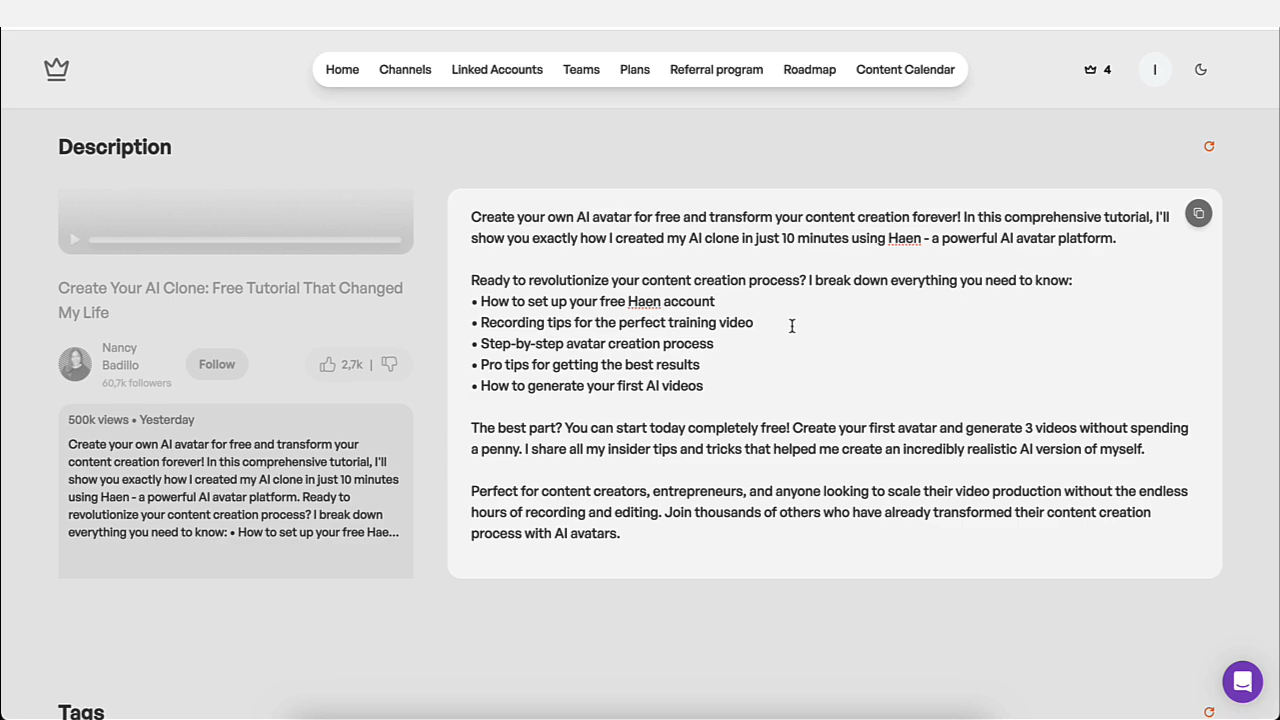 Home Channels Linked Accounts Teams Plans Referral program Roadmap Content Calendar
4
I
Description
Create your own AI avatar for free and transform your content creation forever! In this comprehensive tutorial, I'll
show you exactly how I created my AI clone in just 10 minutes using Haen - a powerful AI avatar platform.
Ready to revolutionize your content creation process? I break down everything you need to know:
• How to set up your free Haen account
• Recording tips for the perfect training video
• Step-by-step avatar creation process
• Pro tips for getting the best results
• How to generate your first AI videos
The best part? You can start today completely free! Create your first avatar and generate 3 videos without spending
a penny. I share all my insider tips and tricks that helped me create an incredibly realistic AI version of myself.
Perfect for content creators, entrepreneurs, and anyone looking to scale their video production without the endless
hours of recording and editing. Join thousands of others who have already transformed their content creation
process with AI avatars.
Create Your AI Clone: Free Tutorial That Changed
My Life
Nancy
Badillo
60,7k followers
Follow
2,7k |
500k views • Yesterday
Create your own AI avatar for free and transform your
content creation forever! In this comprehensive tutorial, I'll
show you exactly how I created my AI clone in just 10 minutes
using Haen - a powerful AI avatar platform. Ready to
revolutionize your content creation process? I break down
everything you need to know: • How to set up your free Hae...
Tags